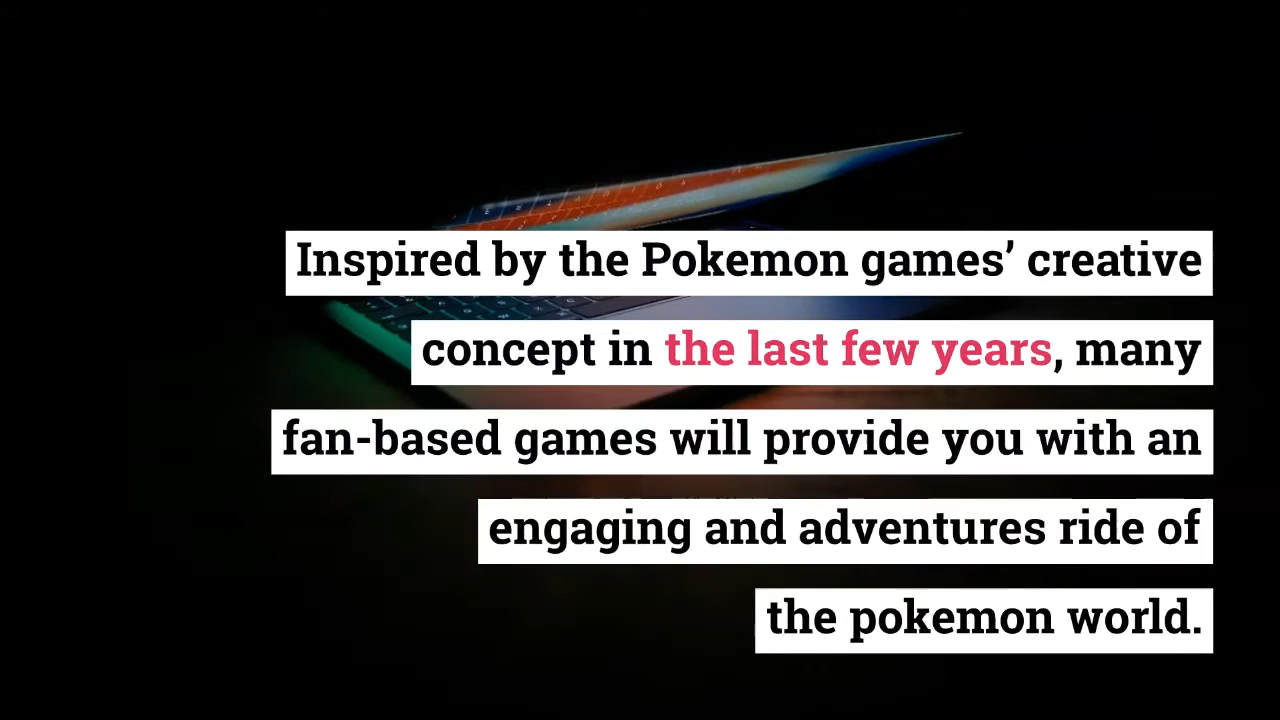 Inspired by the Pokemon games’ creative
concept in the last few years, many
fan-based games will provide you with an
engaging and adventures ride of
the pokemon world.